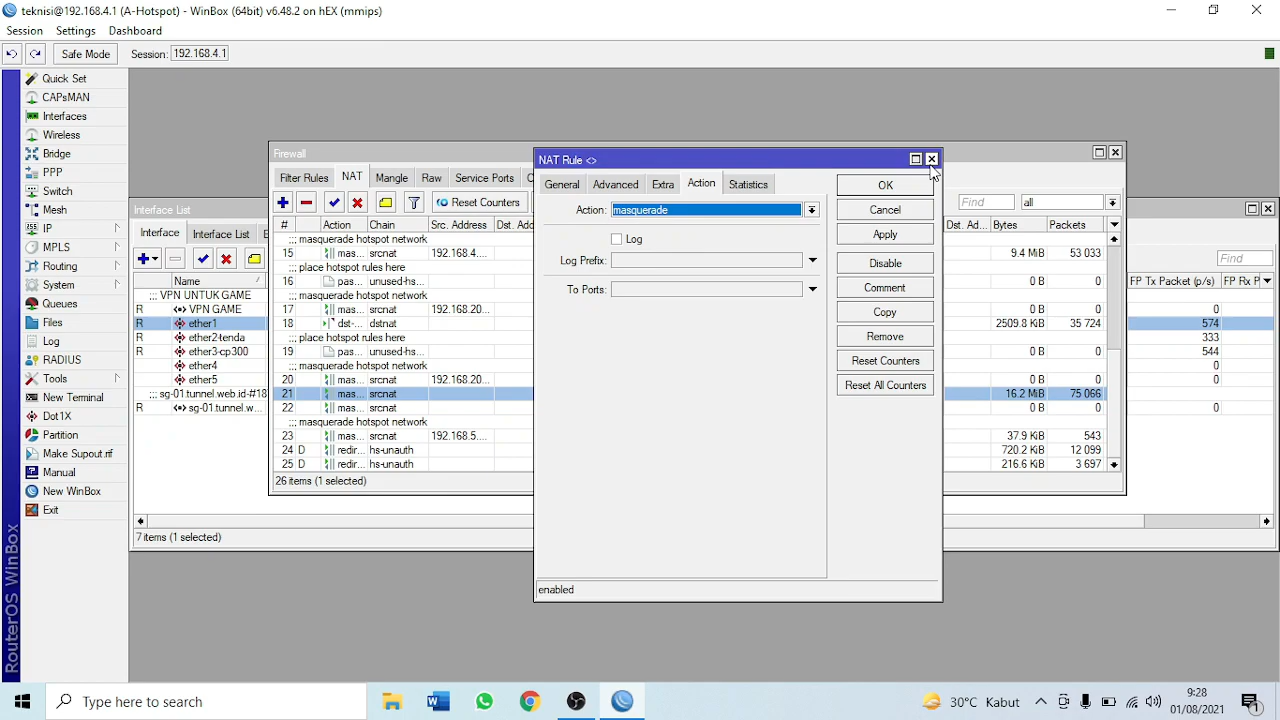 teknisi@192.168.4.1 (A-Hotspot) - WinBox (64bit) v6.48.2 on hEX (mmips)
Session Settings Dashboard
Safe Mode Session: 192.168.4.1
Quick Set
CAPsMAN
Interfaces
Wireless
Bridge
PPP
Switch
Mesh
IP
MPLS
Routing
System
Queues
Files
Log
RADIUS
Tools
New Terminal
Dot1X
Partition
Make Supout.rif
Manual
New WinBox
Exit
RouterOS WinBox
Interface List
Interface Interface List
Find
Name FP Tx Packet (p/s) FP Rx P
;;; VPN UNTUK GAME
R VPN GAME 0
R ether1 574
R ether2-tenda 333
R ether3-cp300 544
ether4 0
ether5 0
;;; sg-01.tunnel.web.id-#18
R sg-01.tunnel.w... 0
7 items (1 selected)
Firewall
Filter Rules NAT Mangle Raw Service Ports
Reset Counters Find all
# Action Chain Src. Address Dst. Addr Dst. Ad... Bytes Packets
;;; masquerade hotspot network
15 mas... srcnat 192.168.4.... 9.4 MiB 53 033
;;; place hotspot rules here
16 pas... unused-hs... 0 B 0
;;; masquerade hotspot network
17 mas... srcnat 192.168.20... 0 B 0
18 dst-... dstnat 2509.8 KiB 35 724
;;; place hotspot rules here
19 pas... unused-hs... 0 B 0
;;; masquerade hotspot network
20 mas... srcnat 192.168.20... 0 B 0
21 mas... srcnat 16.2 MiB 75 066
22 mas... srcnat 0 B 0
;;; masquerade hotspot network
23 mas... srcnat 192.168.5.... 37.9 KiB 543
24 D redir... hs-unauth 720.2 KiB 12 099
25 D redir... hs-unauth 216.6 KiB 3 697
26 items (1 selected)
NAT Rule <>
General Advanced Extra Action Statistics
Action: masquerade
Log
Log Prefix:
To Ports:
OK
Cancel
Apply
Disable
Comment
Copy
Remove
Reset Counters
Reset All Counters
enabled
Type here to search
30°C Kabut
9:28
01/08/2021
1